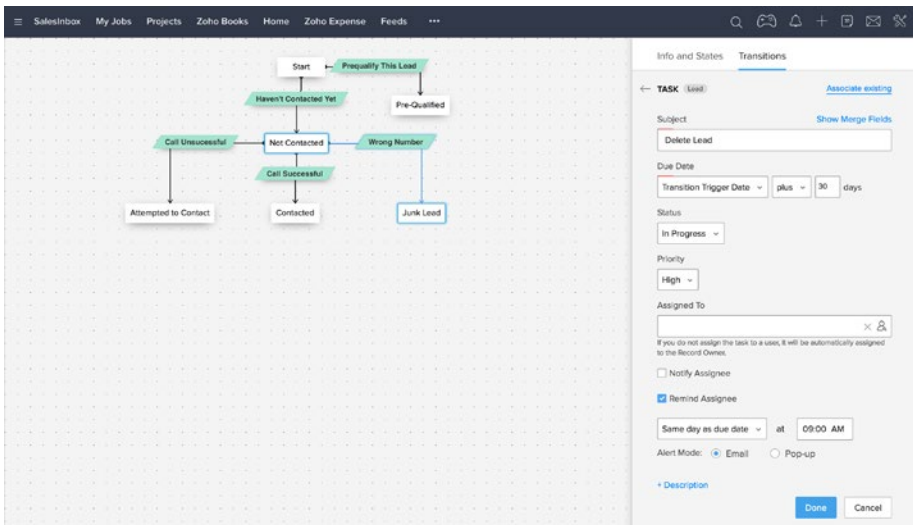 SalesInbox My Jobs Projects Zoho Books Home Zoho Expense Feeds •••
Info and States Transitions
Start
Prequalify This Lead
Haven't Contacted Yet
Pre-Qualified
Call Unsucessful
Not Contacted
Wrong Number
Call Successful
Attempted to Contact
Contacted
Junk Lead
← TASK Lead Associate existing
Subject Show Merge Fields
Delete Lead
Due Date
Transition Trigger Date plus 30 days
Status
In Progress
Priority
High
Assigned To
If you do not assign the task to a user, it will be automatically assigned
to the Record Owner.
Notify Assignee
Remind Assignee
Same day as due date at 09:00 AM
Alert Mode: Email Pop-up
+ Description
Done Cancel